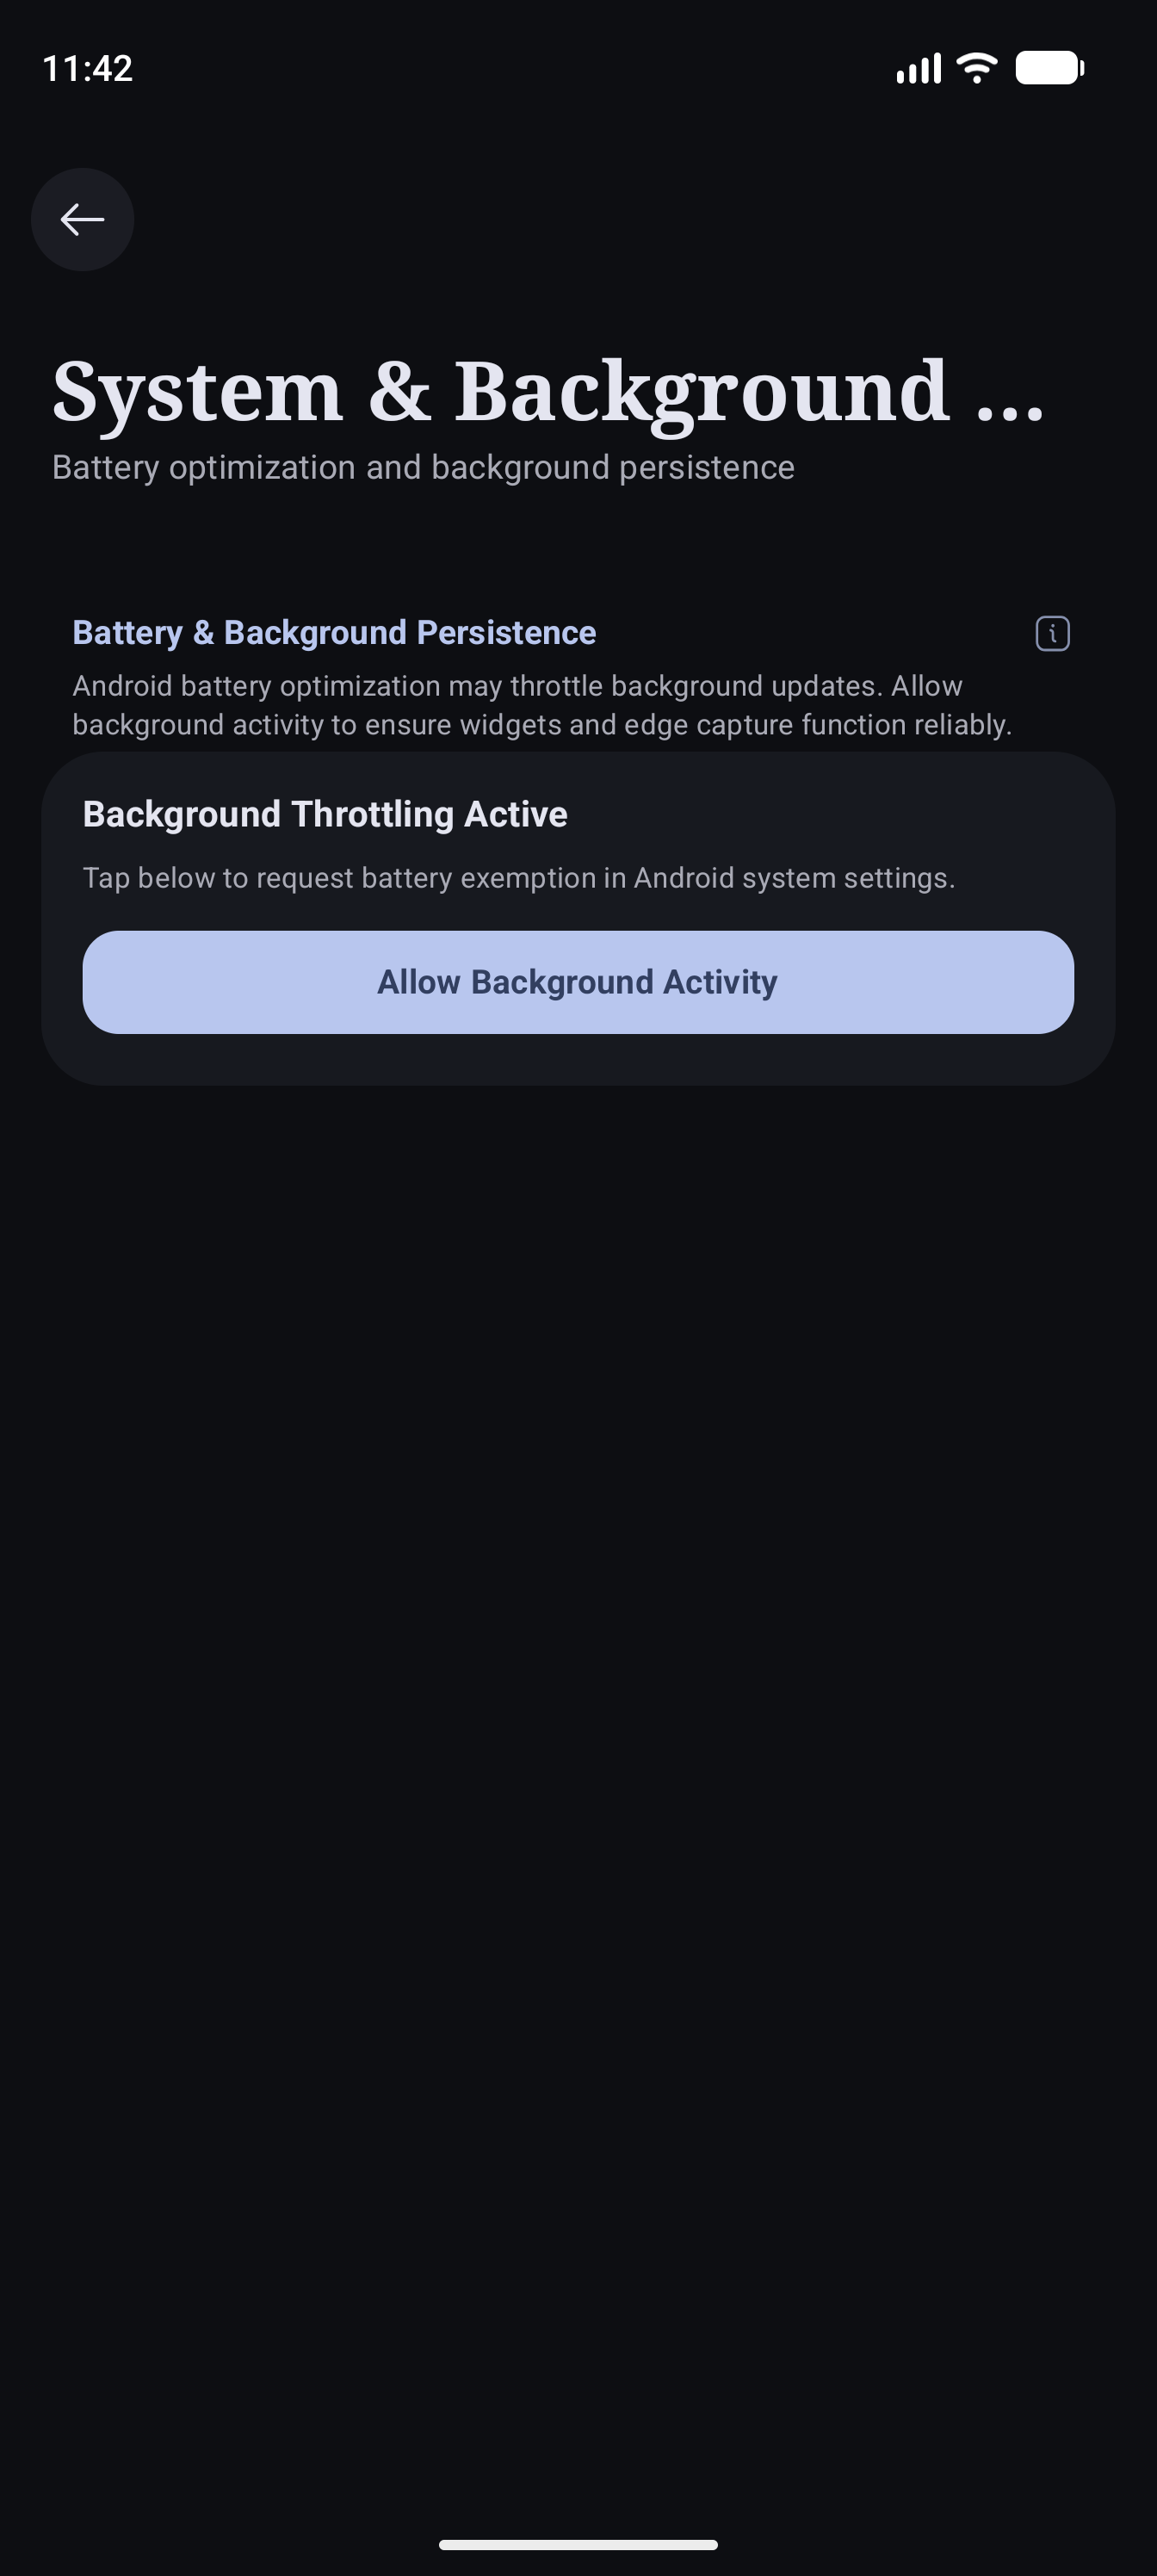 11:42
System & Background ...
Battery optimization and background persistence
Battery & Background Persistence
Android battery optimization may throttle background updates. Allow
background activity to ensure widgets and edge capture function reliably.
Background Throttling Active
Tap below to request battery exemption in Android system settings.
Allow Background Activity